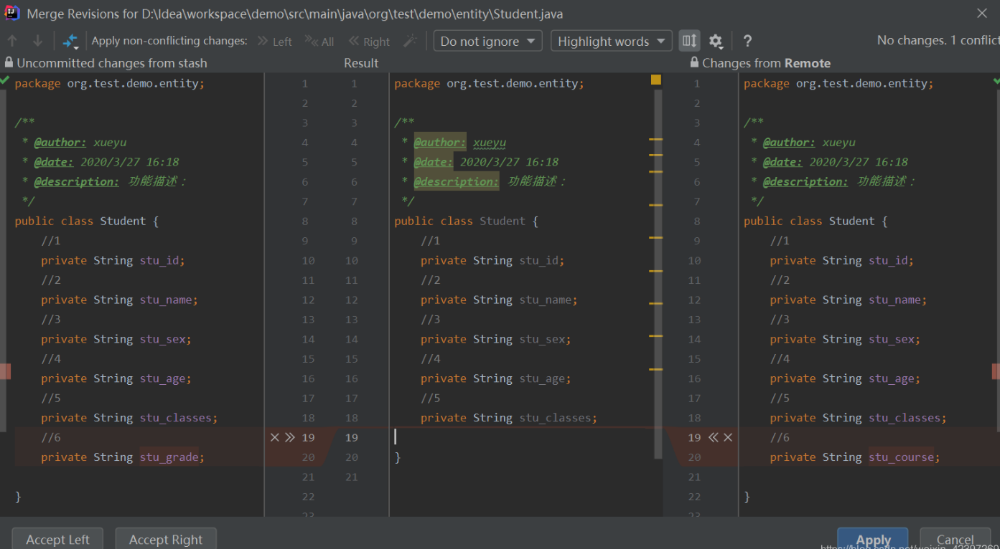 Merge Revisions for D:\Idea\workspace\demo\src\main\java\org\test\demo\entity\Student.java
Apply non-conflicting changes: Left All Right Do not ignore Highlight words ? No changes. 1 conflict
Uncommitted changes from stash Result Changes from Remote
package org.test.demo.entity; 1 1 package org.test.demo.entity; 1 package org.test.demo.entity;
2 2 2
/** 3 3 /** 3 /**
* @author: xueyu 4 4 * @author: xueyu 4 * @author: xueyu
* @date: 2020/3/27 16:18 5 5 * @date: 2020/3/27 16:18 5 * @date: 2020/3/27 16:18
* @description: 功能描述： 6 6 * @description: 功能描述： 6 * @description: 功能描述：
*/ 7 7 */ 7 */
public class Student { 8 8 public class Student { 8 public class Student {
//1 9 9 //1 9 //1
private String stu_id; 10 10 private String stu_id; 10 private String stu_id;
//2 11 11 //2 11 //2
private String stu_name; 12 12 private String stu_name; 12 private String stu_name;
//3 13 13 //3 13 //3
private String stu_sex; 14 14 private String stu_sex; 14 private String stu_sex;
//4 15 15 //4 15 //4
private String stu_age; 16 16 private String stu_age; 16 private String stu_age;
//5 17 17 //5 17 //5
private String stu_classes; 18 18 private String stu_classes; 18 private String stu_classes;
//6 19 19 19 //6
private String stu_grade; 20 20 } 20 private String stu_course;
21 21 21
} 22 22 }
23 23
Accept Left Accept Right Apply Cancel